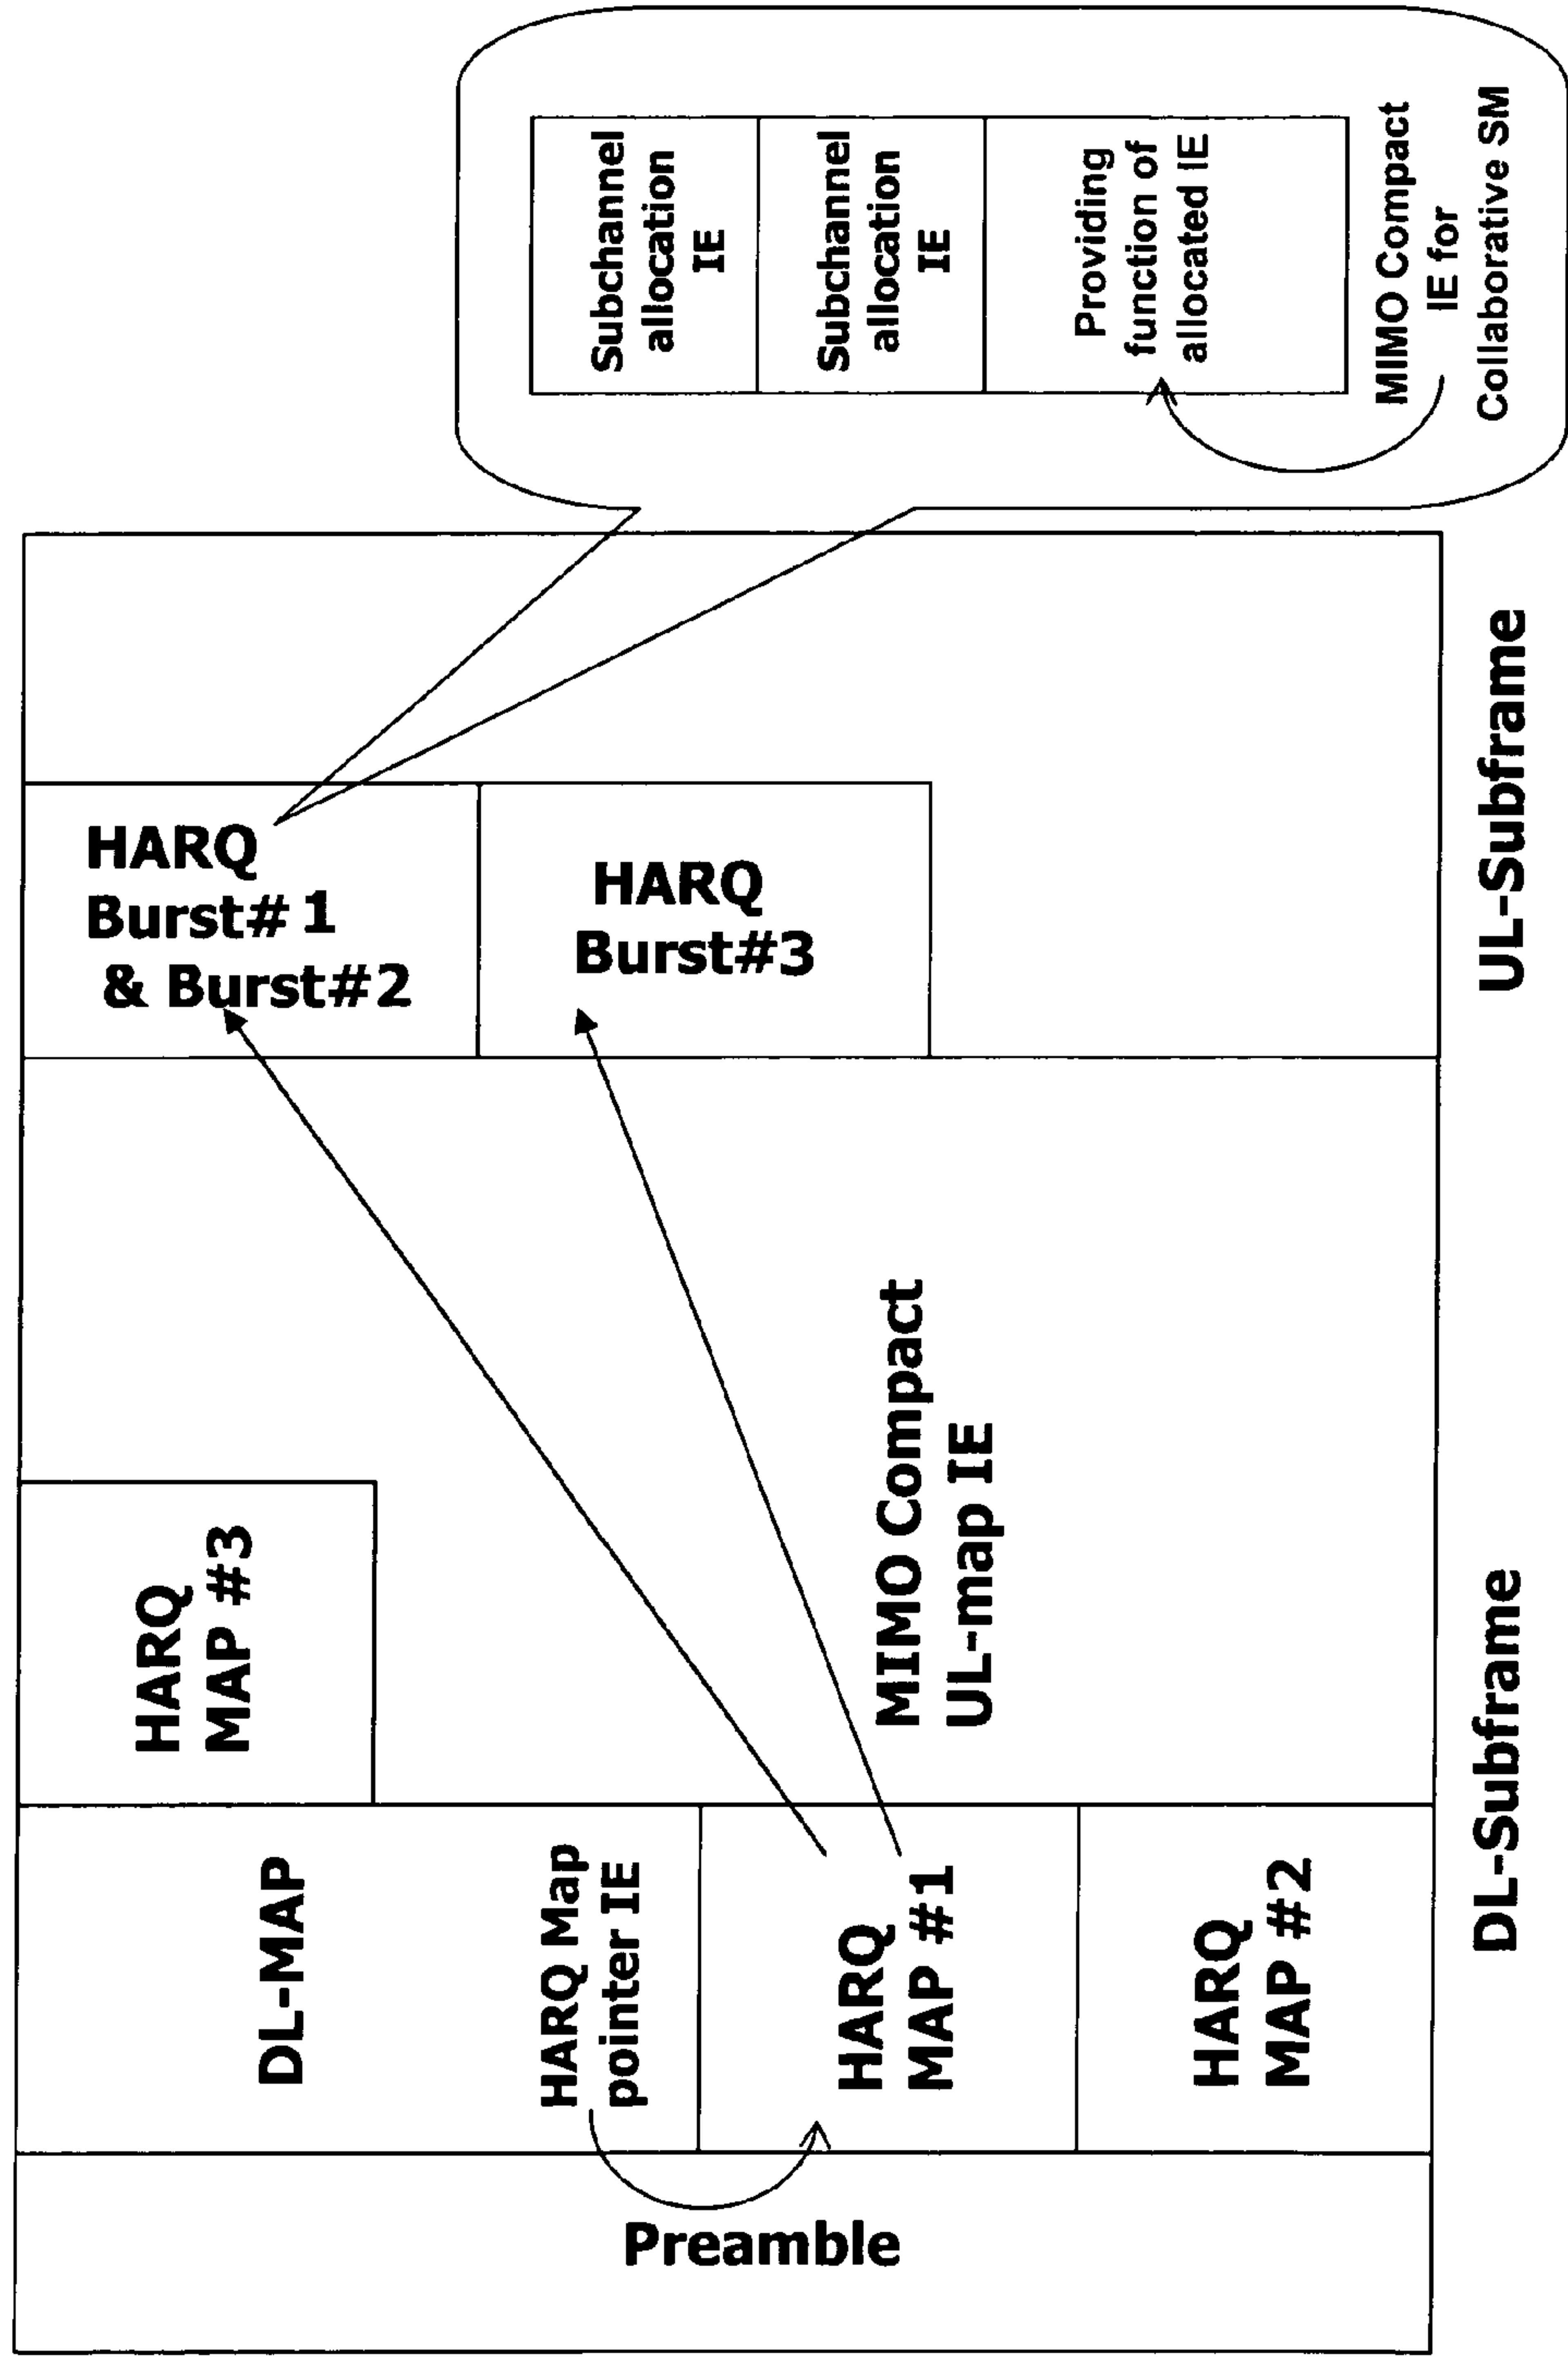 HARQ
Burst# 1
& Burst#2
HARQ
Burst#3
UL-Subframe
Subchannel
allocation
IE
Subchannel
allocation
IE
Providing
function of
allocated IE
MIMO Compact
IE for
Collaborative SM
HARQ
MAP #3
MIMO Compact
UL-map IE
DL-MAP
HARQ Map
pointer IE
HARQ
MAP #1
HARQ
MAP #2
DL-Subframe
Preamble